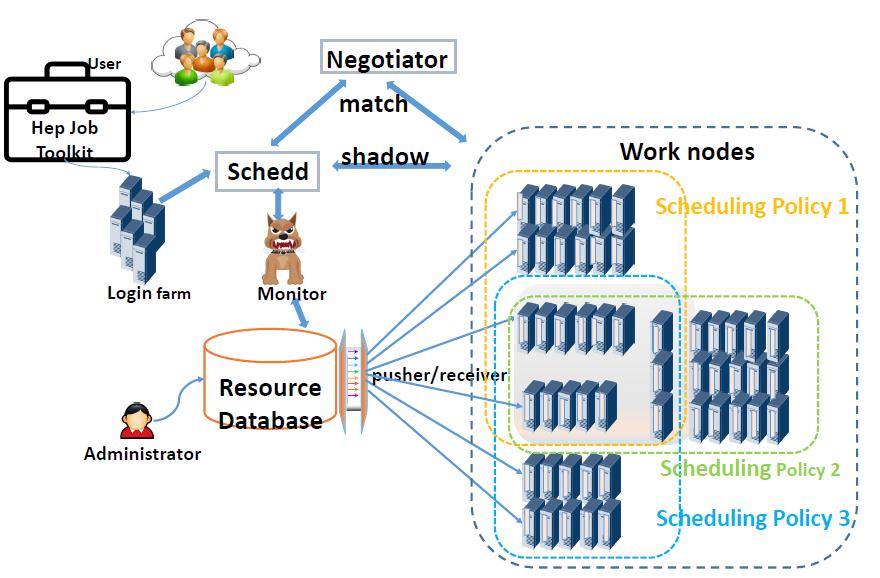 User
Hep Job
Toolkit
Negotiator
match
shadow
Schedd
Work nodes
Scheduling Policy 1
Login farm
Monitor
pusher/receiver
Resource
Database
Administrator
Scheduling Policy 2
Scheduling Policy 3